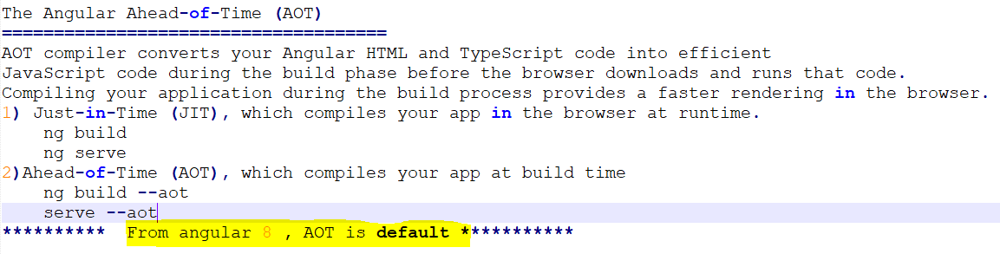 The Angular Ahead-of-Time (AOT)
=====================================
AOT compiler converts your Angular HTML and TypeScript code into efficient
JavaScript code during the build phase before the browser downloads and runs that code.
Compiling your application during the build process provides a faster rendering in the browser.
1) Just-in-Time (JIT), which compiles your app in the browser at runtime.
    ng build
    ng serve
2)Ahead-of-Time (AOT), which compiles your app at build time
    ng build --aot
    serve --aot
**********  From angular 8 , AOT is default ***********